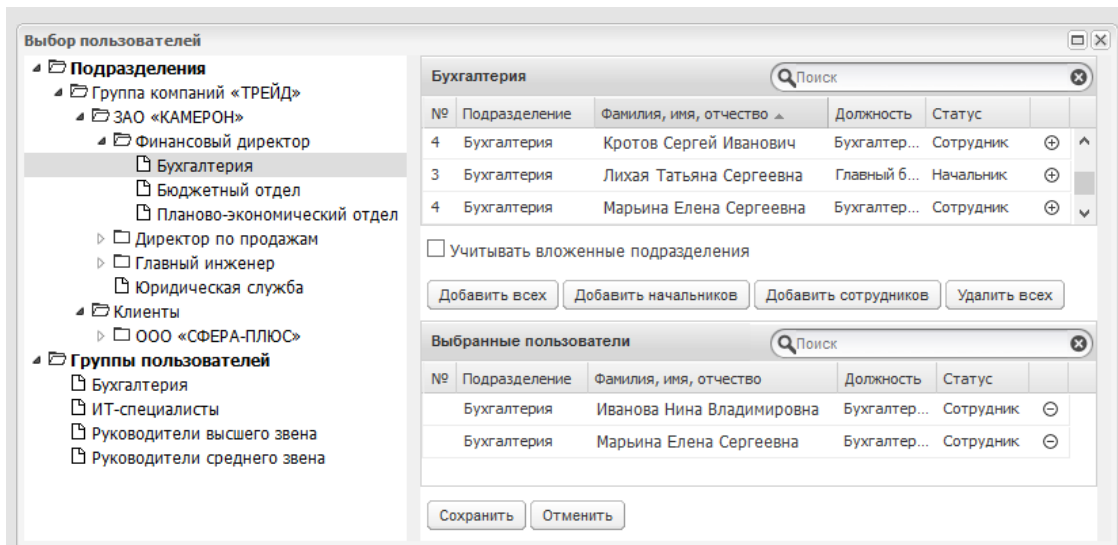 Выбор пользователей
Подразделения
Группа компаний «ТРЕЙД»
ЗАО «КАМЕРОН»
Финансовый директор
Бухгалтерия
Бюджетный отдел
Планово-экономический отдел
Директор по продажам
Главный инженер
Юридическая служба
Клиенты
ООО «СФЕРА-ПЛЮС»
Группы пользователей
Бухгалтерия
ИТ-специалисты
Руководители высшего звена
Руководители среднего звена
Бухгалтерия Поиск
№ Подразделение Фамилия, имя, отчество Должность Статус
4 Бухгалтерия Кротов Сергей Иванович Бухгалтер... Сотрудник
3 Бухгалтерия Лихая Татьяна Сергеевна Главный б... Начальник
4 Бухгалтерия Марьина Елена Сергеевна Бухгалтер... Сотрудник
Учитывать вложенные подразделения
Добавить всех Добавить начальников Добавить сотрудников Удалить всех
Выбранные пользователи Поиск
№ Подразделение Фамилия, имя, отчество Должность Статус
Бухгалтерия Иванова Нина Владимировна Бухгалтер... Сотрудник
Бухгалтерия Марьина Елена Сергеевна Бухгалтер... Сотрудник
Сохранить Отменить